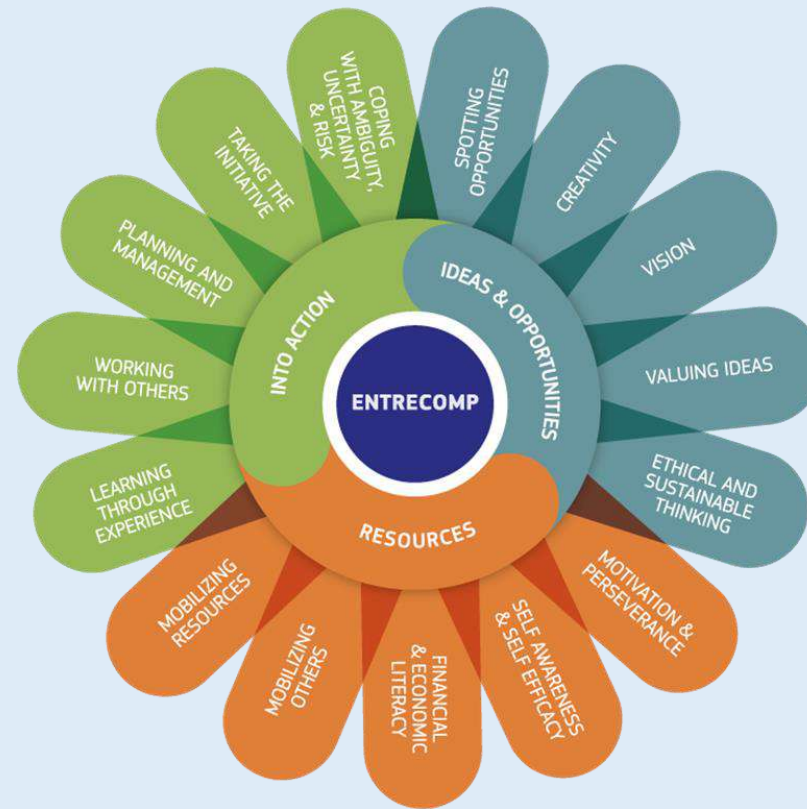 ENTRECOMP
IDEAS & OPPORTUNITIES
SPOTTING
OPPORTUNITIES
CREATIVITY
VISION
VALUING IDEAS
ETHICAL AND
SUSTAINABLE
THINKING
RESOURCES
MOTIVATION &
PERSEVERANCE
SELF AWARENESS
& SELF EFFICACY
FINANCIAL
& ECONOMIC
LITERACY
MOBILIZING
OTHERS
MOBILIZING
RESOURCES
INTO ACTION
LEARNING
THROUGH
EXPERIENCE
WORKING
WITH OTHERS
PLANNING AND
MANAGEMENT
TAKING THE
INITIATIVE
COPING
WITH AMBIGUITY,
UNCERTAINTY
& RISK